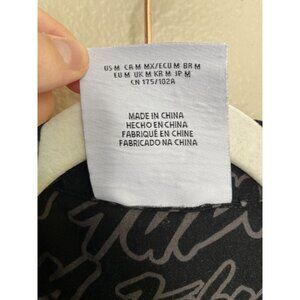 US M CA M MX/ECU M BR M
EU M UK M KR M JP M
CN 175/102A
MADE IN CHINA
HECHO EN CHINA
FABRIQUÉ EN CHINE
FABRICADO NA CHINA